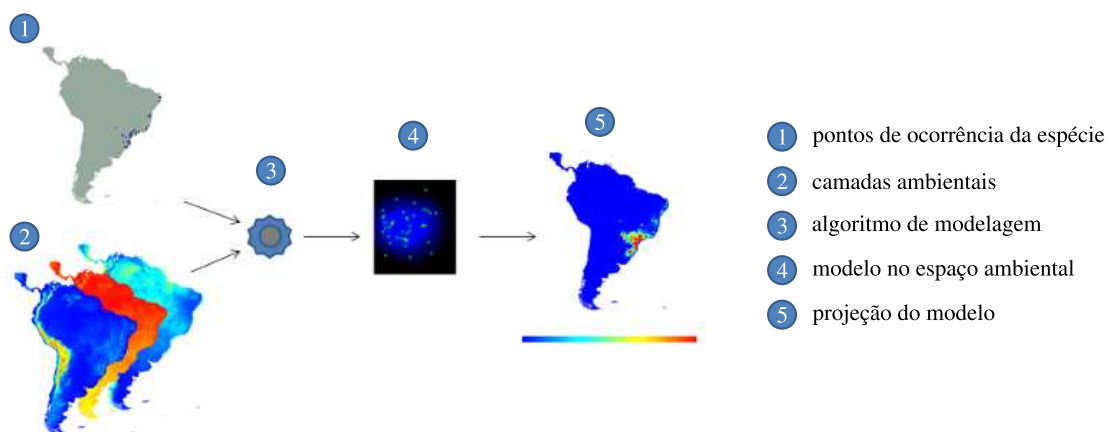 1
2
3
4
5
1 pontos de ocorrência da espécie
2 camadas ambientais
3 algoritmo de modelagem
4 modelo no espaço ambiental
5 projeção do modelo